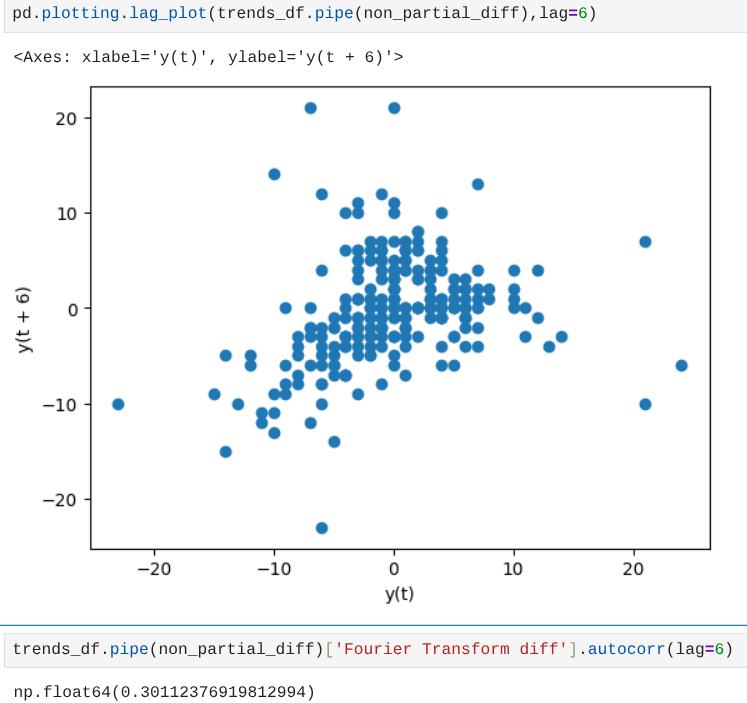 pd.plotting.lag_plot(trends_df.pipe(non_partial_diff),lag=6)
<Axes: xlabel='y(t)', ylabel='y(t + 6)'>
20
10
0
−10
−20
y(t + 6)
−20 −10 0 10 20
y(t)
trends_df.pipe(non_partial_diff)['Fourier Transform diff'].autocorr(lag=6)
np.float64(0.30112376919812994)